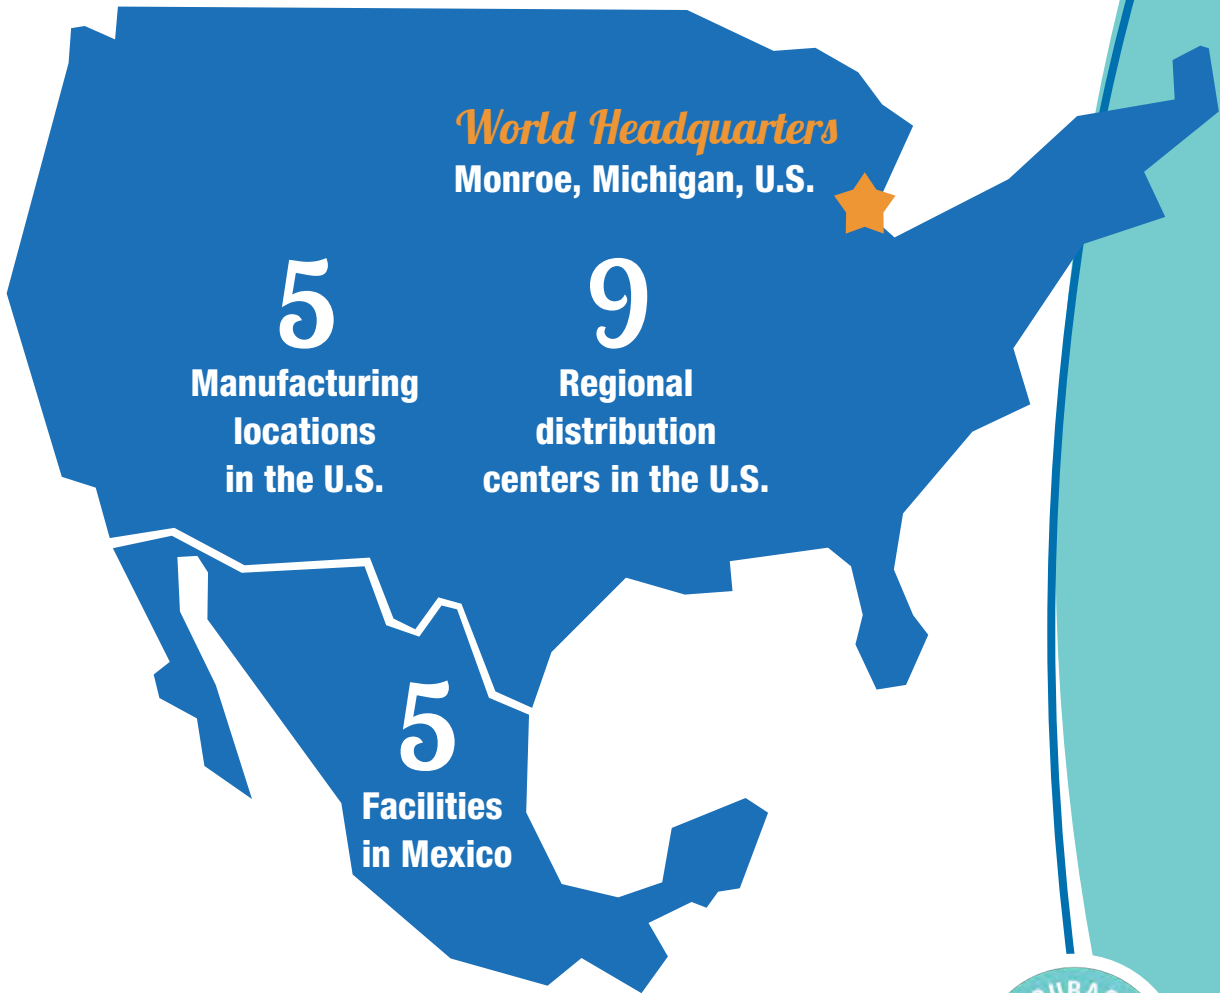 World Headquarters
Monroe, Michigan, U.S.
5
Manufacturing
locations
in the U.S.
9
Regional
distribution
centers in the U.S.
5
Facilities
in Mexico